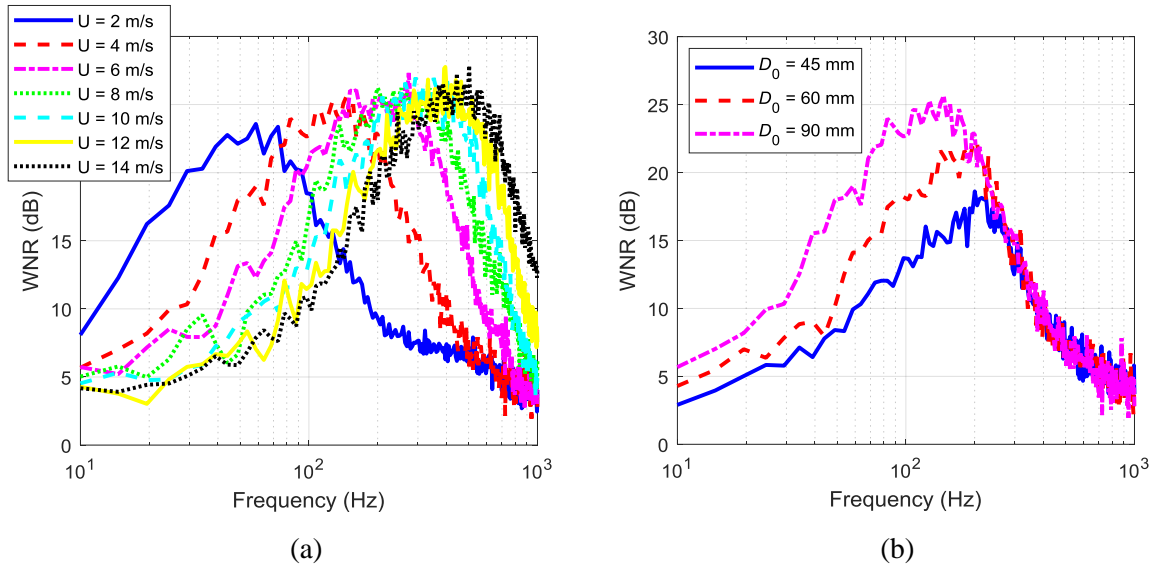 U = 2 m/s
U = 4 m/s
U = 6 m/s
U = 8 m/s
U = 10 m/s
U = 12 m/s
U = 14 m/s
15
10
5
0
WNR (dB)
10^1
10^2
10^3
Frequency (Hz)
(a)
D_0 = 45 mm
D_0 = 60 mm
D_0 = 90 mm
30
25
20
15
10
5
0
WNR (dB)
10^1
10^2
10^3
Frequency (Hz)
(b)